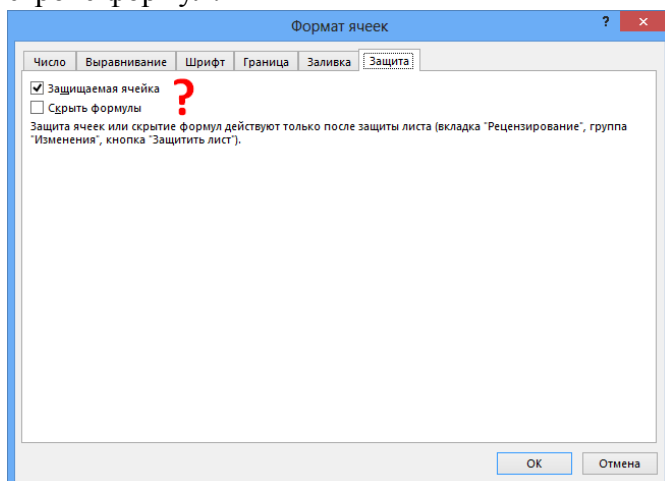 Формат ячеек
?
×
Число Выравнивание Шрифт Граница Заливка Защита
Защищаемая ячейка
?
Скрыть формулы
Защита ячеек или скрытие формул действуют только после защиты листа (вкладка "Рецензирование", группа
"Изменения", кнопка "Защитить лист").
ОК Отмена